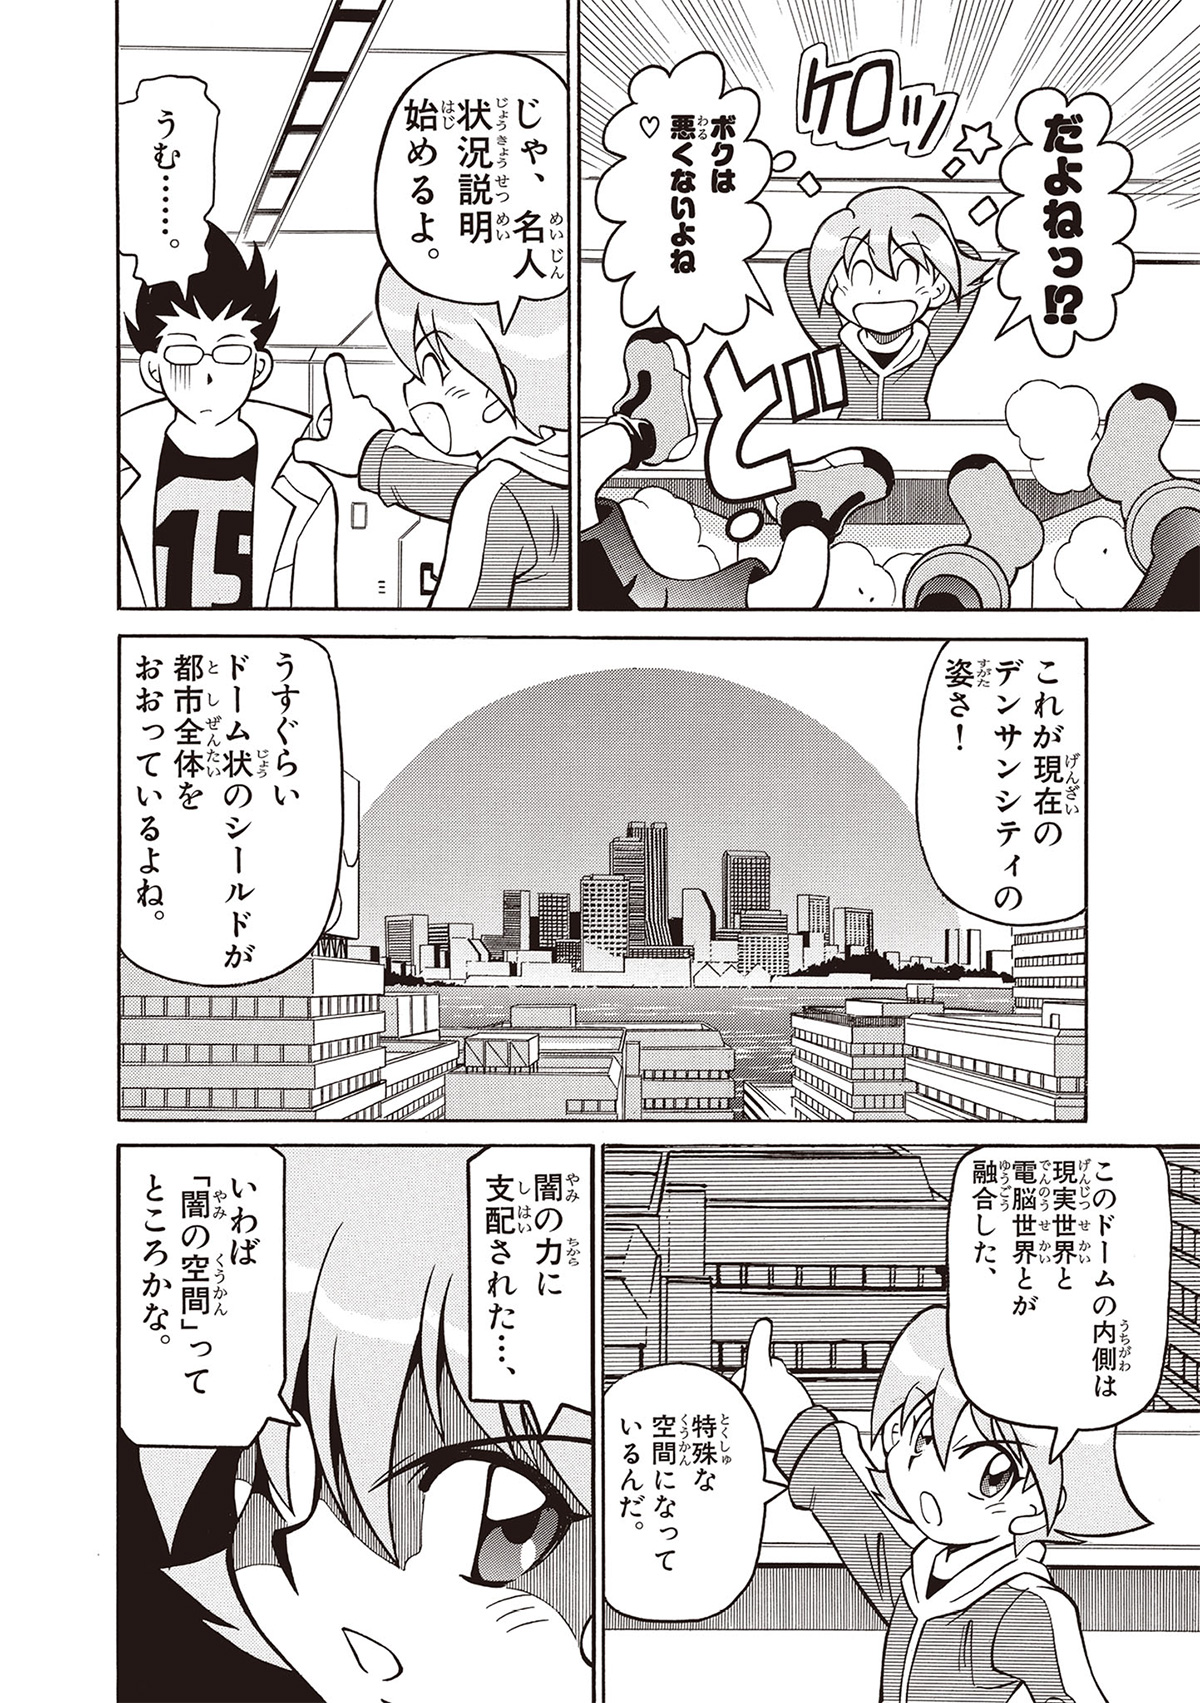 だよねっ!?
ケロッ
ボクは
悪くないよね
♡
ど
じゃ、名人
状況説明
始めるよ。
うむ……。
15
これが現在の
デンサンシティの
姿さ!
うすぐらい
ドーム状のシールドが
都市全体を
おおっているよね。
このドームの内側は
現実世界と
電脳世界とが
融合した、
特殊な
空間になって
いるんだ。
闇の力に
支配された…、
いわば
「闇の空間」って
ところかな。